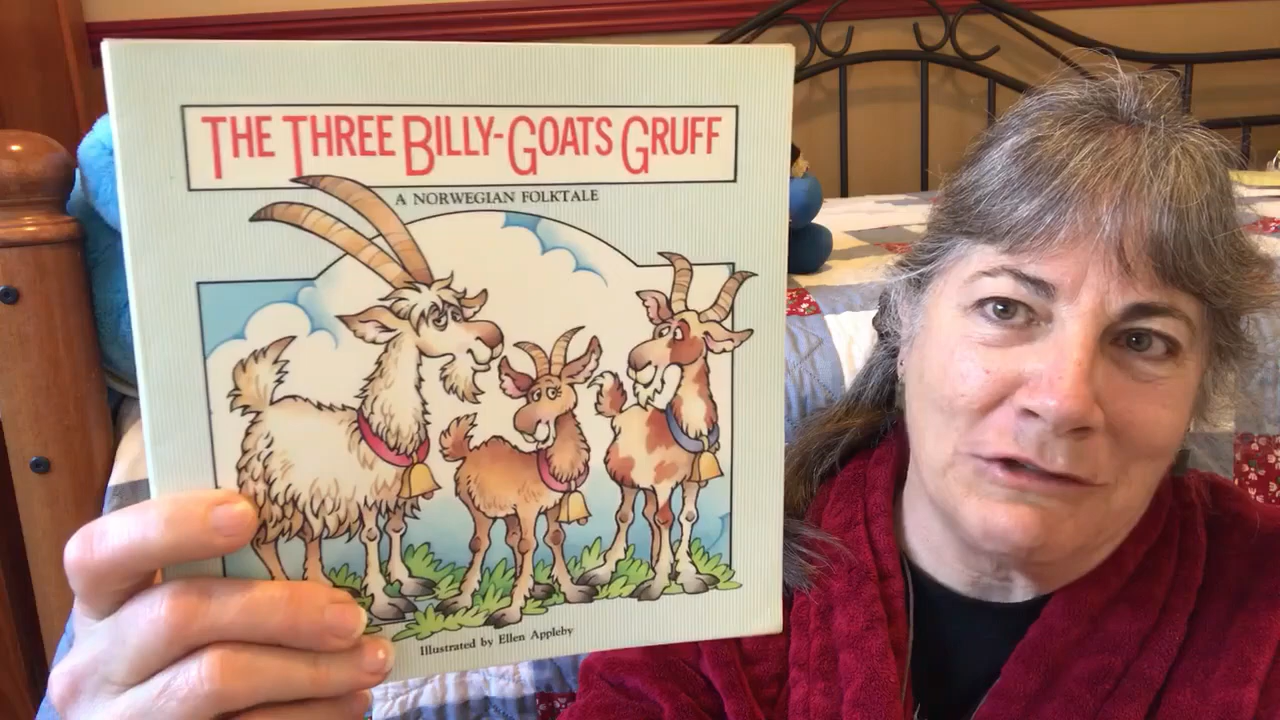 THE THREE BILLY-GOATS GRUFF
A NORWEGIAN FOLKTALE
Illustrated by Ellen Appleby